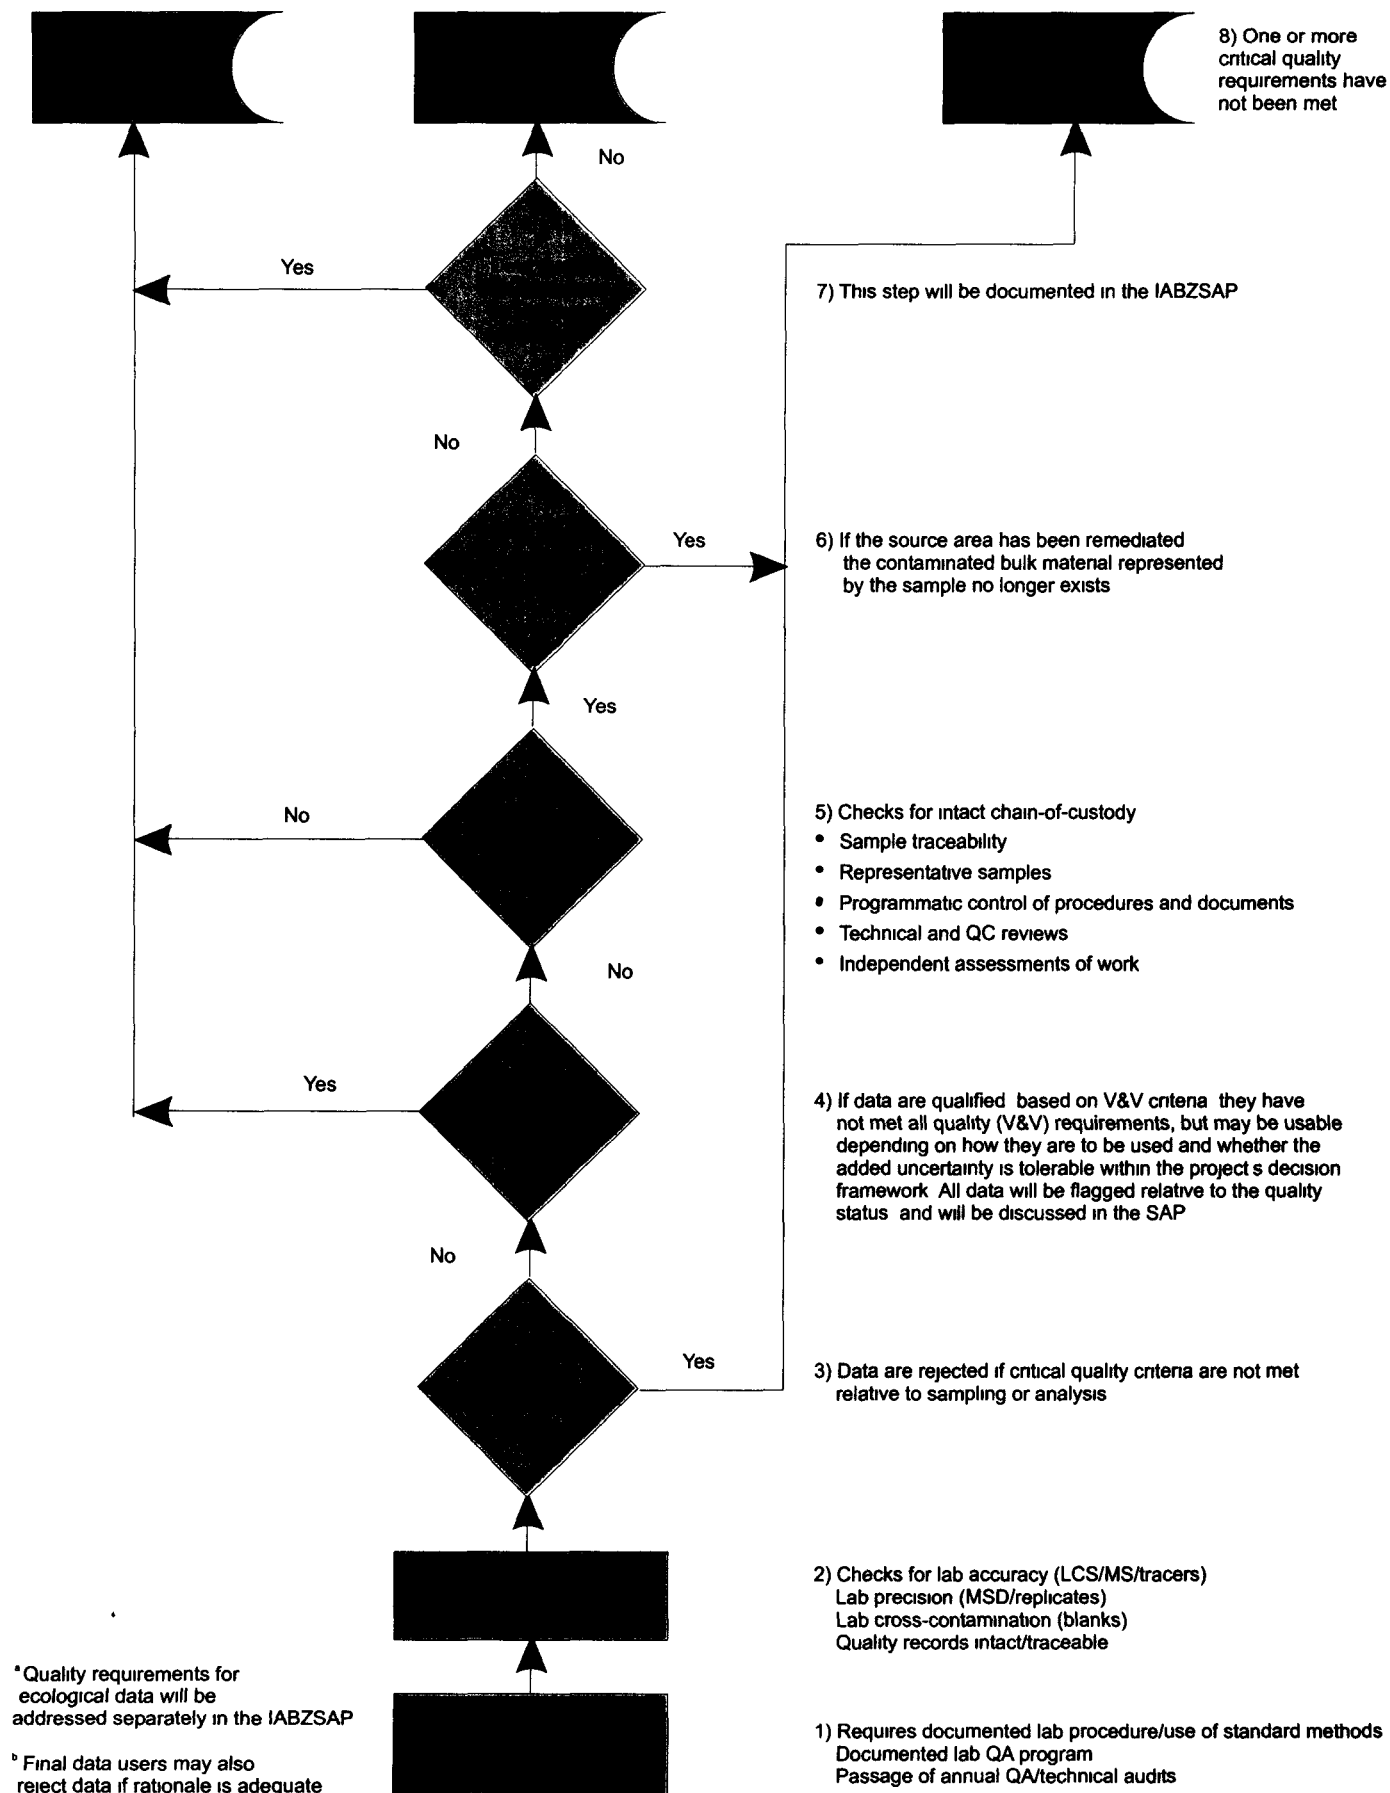 8) One or more
critical quality
requirements have
not been met
No
Yes
7) This step will be documented in the IABZSAP
No
Yes
6) If the source area has been remediated
the contaminated bulk material represented
by the sample no longer exists
Yes
No
5) Checks for intact chain-of-custody
• Sample traceability
• Representative samples
• Programmatic control of procedures and documents
• Technical and QC reviews
• Independent assessments of work
No
Yes
4) If data are qualified based on V&V criteria they have
not met all quality (V&V) requirements, but may be usable
depending on how they are to be used and whether the
added uncertainty is tolerable within the project s decision
framework All data will be flagged relative to the quality
status and will be discussed in the SAP
No
Yes
3) Data are rejected if critical quality criteria are not met
relative to sampling or analysis
2) Checks for lab accuracy (LCS/MS/tracers)
Lab precision (MSD/replicates)
Lab cross-contamination (blanks)
Quality records intact/traceable
a Quality requirements for
ecological data will be
addressed separately in the IABZSAP
b Final data users may also
reject data if rationale is adequate
1) Requires documented lab procedure/use of standard methods
Documented lab QA program
Passage of annual QA/technical audits